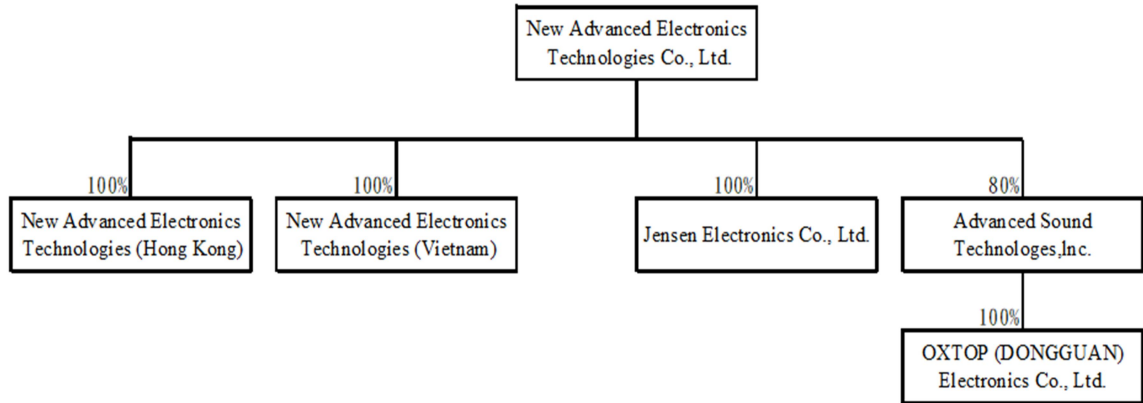 New Advanced Electronics
Technologies Co., Ltd.
100%
100%
100%
80%
New Advanced Electronics
Technologies (Hong Kong)
New Advanced Electronics
Technologies (Vietnam)
Jensen Electronics Co., Ltd.
Advanced Sound
Technologes,lnc.
100%
OXTOP (DONGGUAN)
Electronics Co., Ltd.